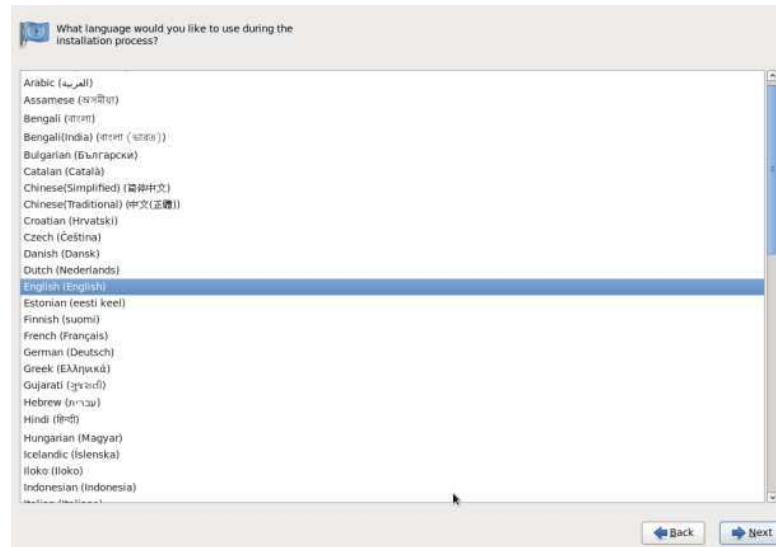 What language would you like to use during the
installation process?
Arabic (العربية)
Assamese (অসমীয়া)
Bengali (বাংলা)
Bengali(India) (বাংলা (ভারত))
Bulgarian (Български)
Catalan (Català)
Chinese(Simplified) (简体中文)
Chinese(Traditional) (中文(正體))
Croatian (Hrvatski)
Czech (Čeština)
Danish (Dansk)
Dutch (Nederlands)
English (English)
Estonian (eesti keel)
Finnish (suomi)
French (Français)
German (Deutsch)
Greek (Ελληνικά)
Gujarati (ગુજરાતી)
Hebrew (עברית)
Hindi (हिन्दी)
Hungarian (Magyar)
Icelandic (Íslenska)
Iloko (Iloko)
Indonesian (Indonesia)
Back
Next